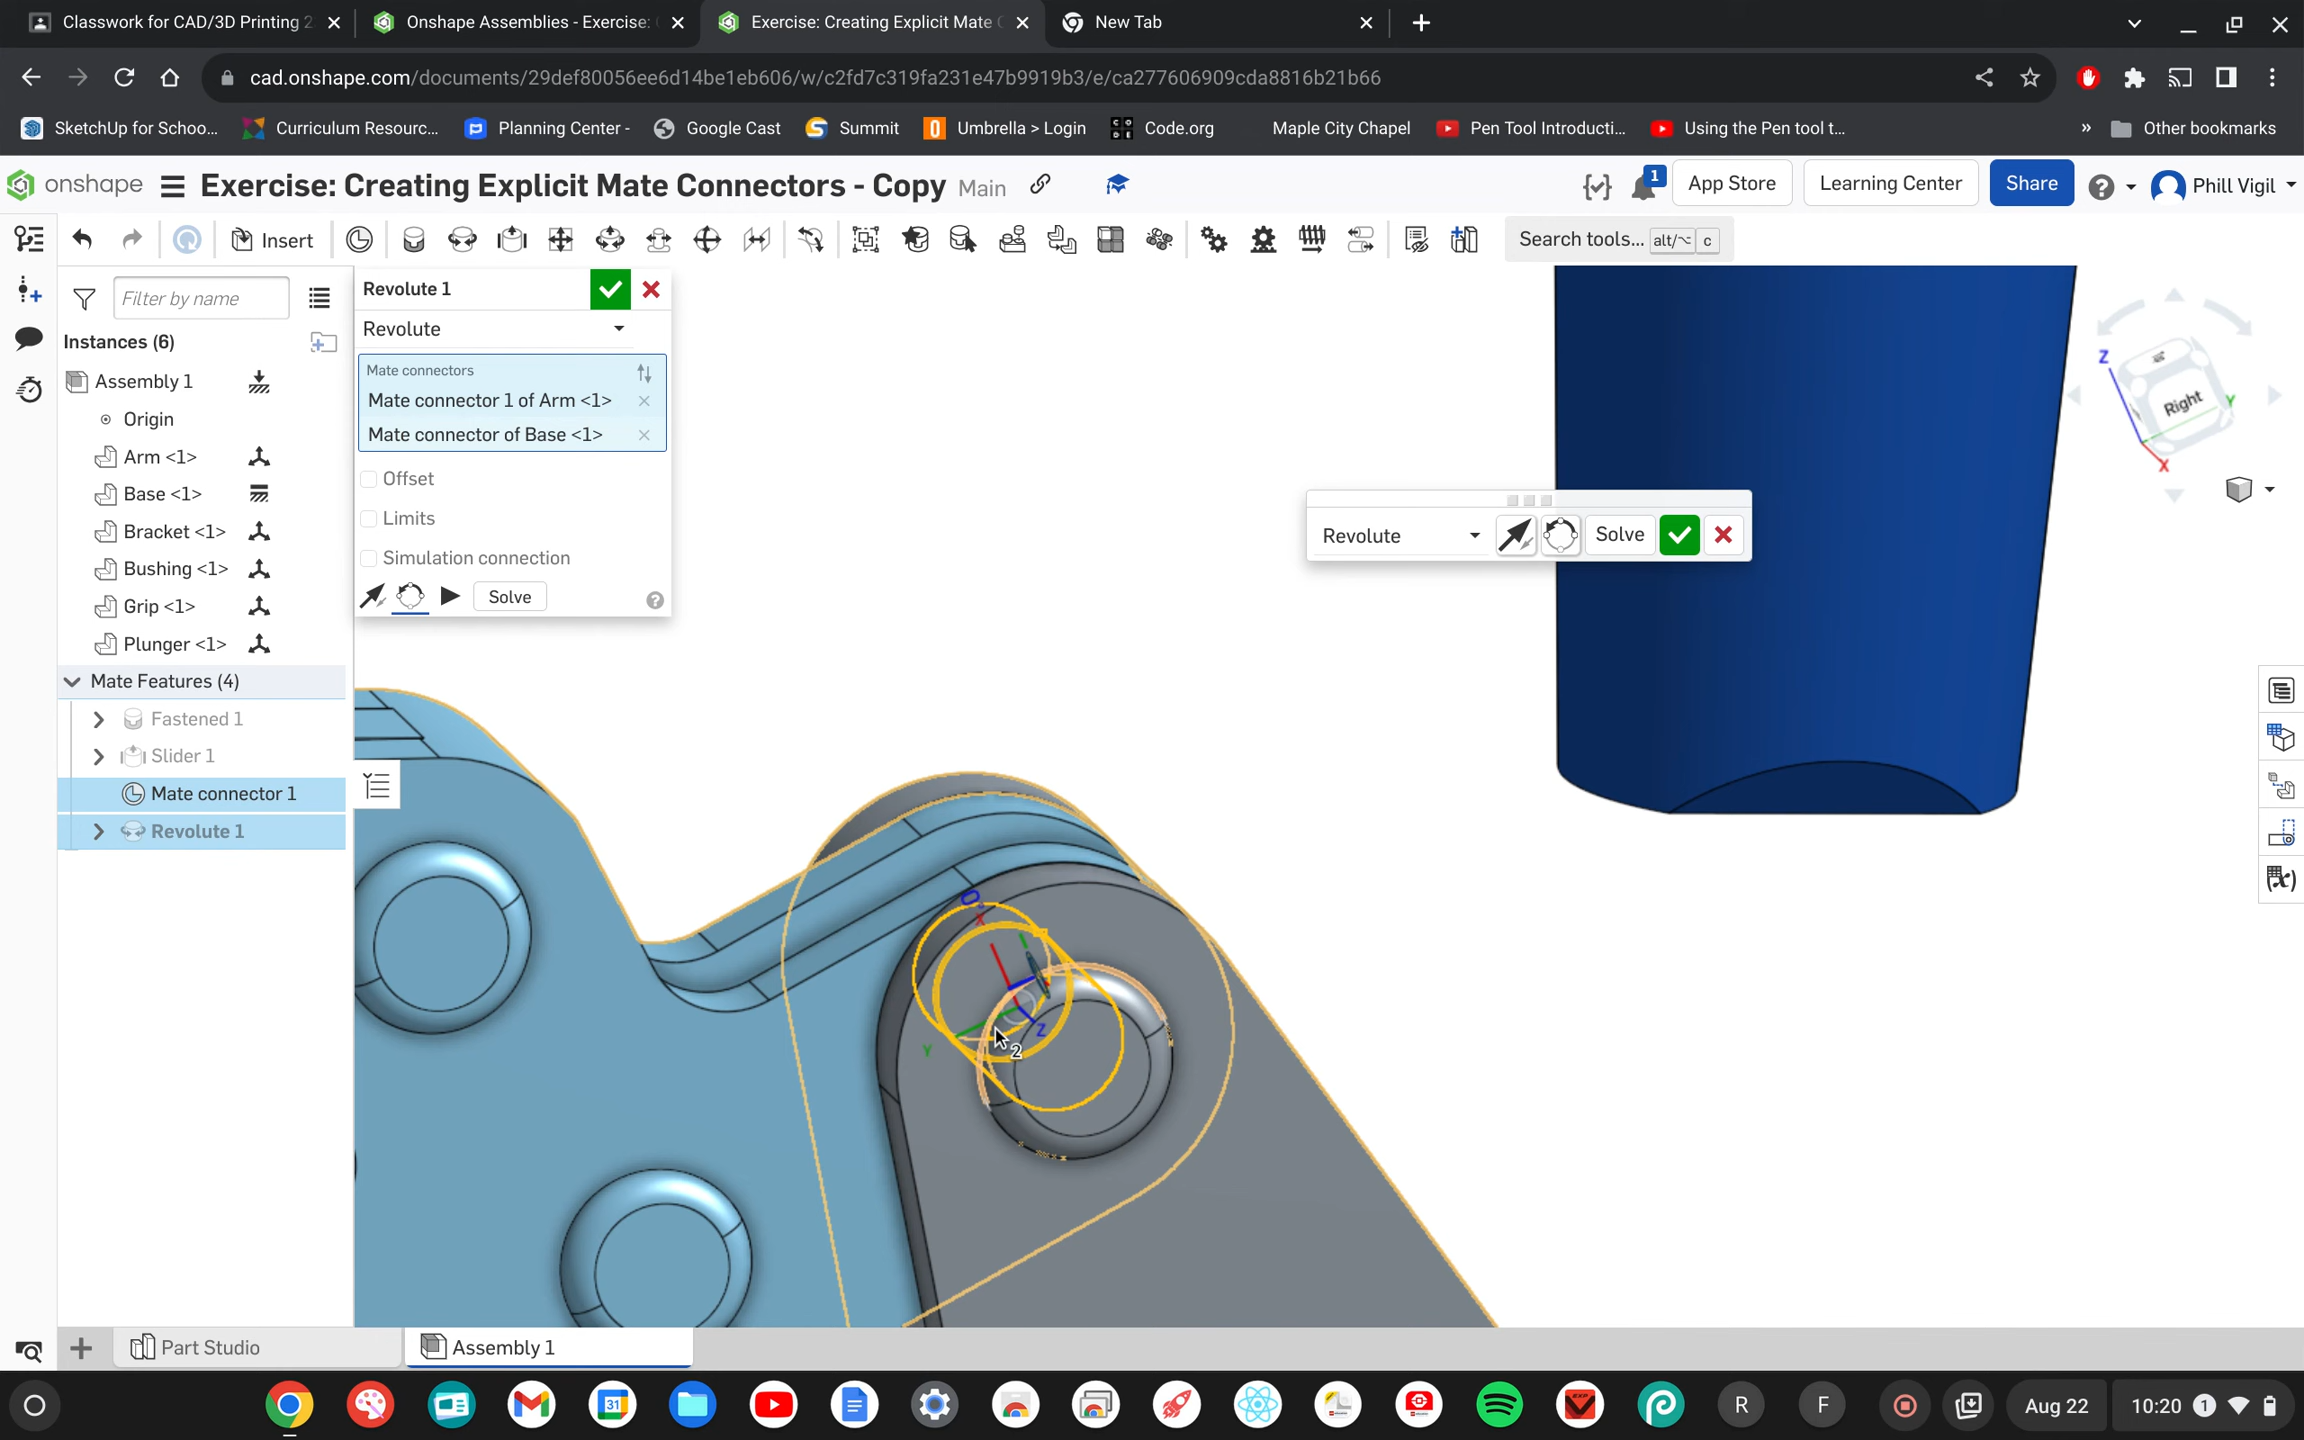 Classwork for CAD/3D Printing 2
Onshape Assemblies - Exercise: (
Exercise: Creating Explicit Mate C
New Tab
cad.onshape.com/documents/29def80056ee6d14be1eb606/w/c2fd7c319fa231e47b9919b3/e/ca277606909cda8816b21b66
SketchUp for Schoo...
Curriculum Resourc...
Planning Center -
Google Cast
Summit
Umbrella > Login
Code.org
Maple City Chapel
Pen Tool Introducti...
Using the Pen tool t...
»
Other bookmarks
onshape
Exercise: Creating Explicit Mate Connectors - Copy
Main
1
App Store
Learning Center
Share
Phill Vigil
Insert
Search tools... alt/⌥ c
Filter by name
Instances (6)
Assembly 1
Origin
Arm <1>
Base <1>
Bracket <1>
Bushing <1>
Grip <1>
Plunger <1>
Mate Features (4)
Fastened 1
Slider 1
Mate connector 1
Revolute 1
Revolute 1
Revolute
Mate connectors
Mate connector 1 of Arm <1>
Mate connector of Base <1>
Offset
Limits
Simulation connection
Solve
Revolute
Solve
Z
Right
Y
X
X
Z
Y
2
Part Studio
Assembly 1
31
R
F
Aug 22
10:20
1